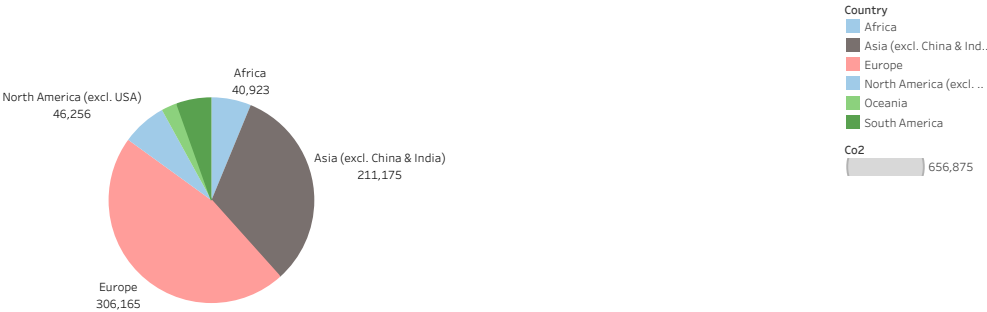 Africa
40,923
North America (excl. USA)
46,256
Asia (excl. China & India)
211,175
Europe
306,165
Country
Africa
Asia (excl. China & Ind..
Europe
North America (excl. ..
Oceania
South America
Co2
656,875